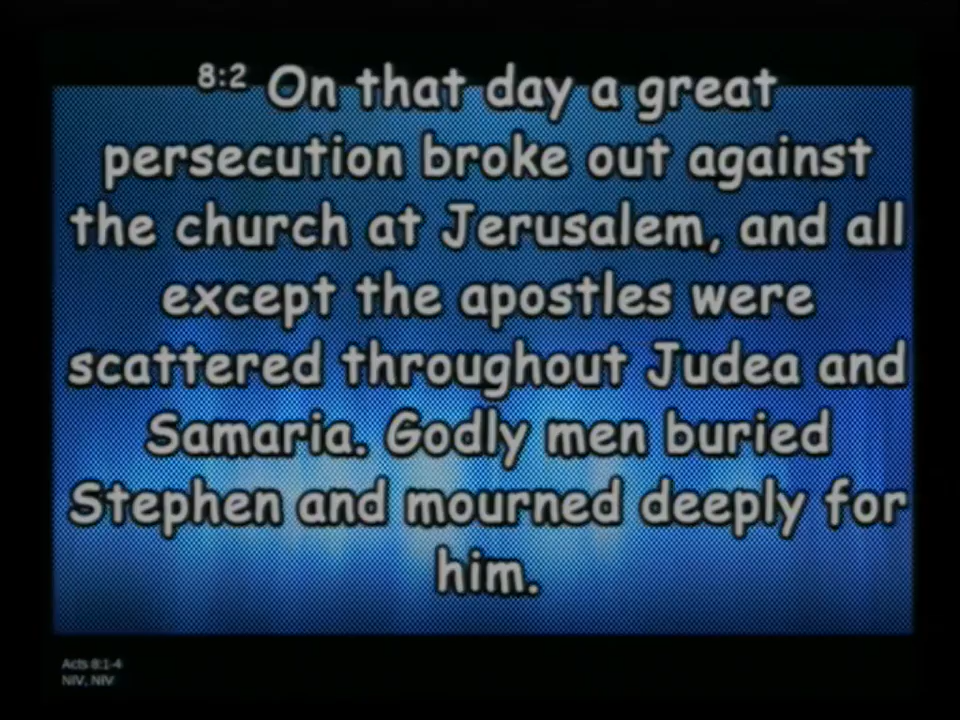 8:2 On that day a great
persecution broke out against
the church at Jerusalem, and all
except the apostles were
scattered throughout Judea and
Samaria. Godly men buried
Stephen and mourned deeply for
him.
Acts 8:1-4
NIV, NIV